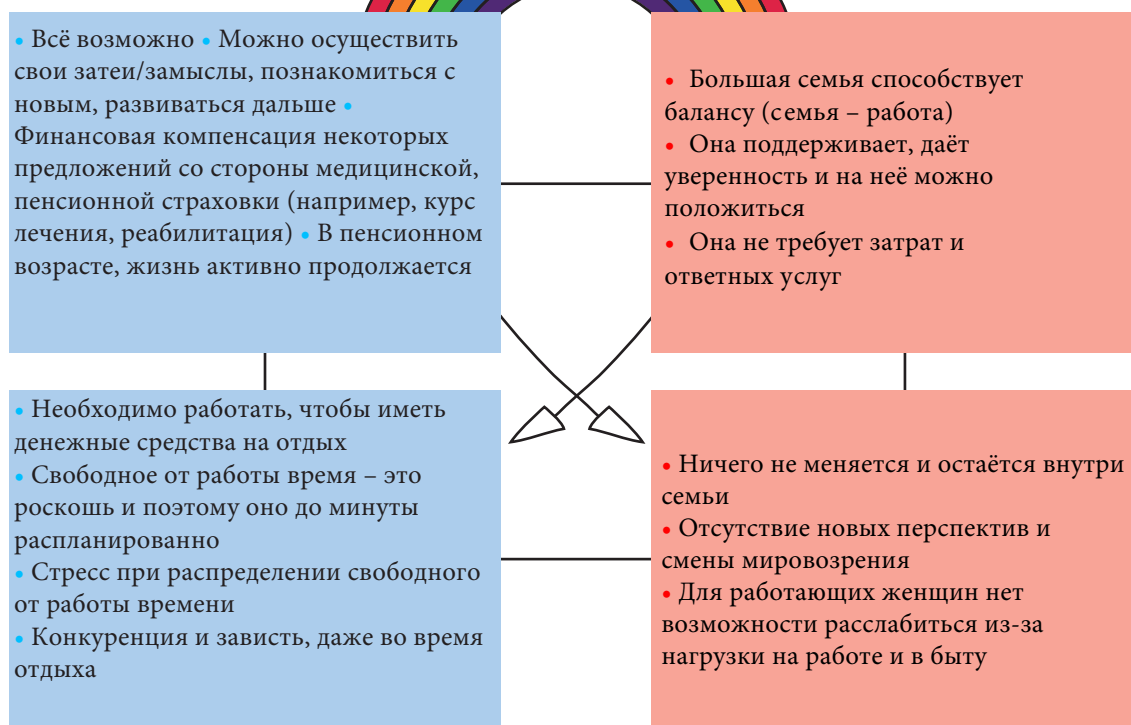 • Всё возможно • Можно осуществить
свои затеи/замыслы, познакомиться с
новым, развиваться дальше •
Финансовая компенсация некоторых
предложений со стороны медицинской,
пенсионной страховки (например, курс
лечения, реабилитация) • В пенсионном
возрасте, жизнь активно продолжается
• Большая семья способствует
балансу (семья – работа)
• Она поддерживает, даёт
уверенность и на неё можно
положиться
• Она не требует затрат и
ответных услуг
• Необходимо работать, чтобы иметь
денежные средства на отдых
• Свободное от работы время – это
роскошь и поэтому оно до минуты
распланированно
• Стресс при распределении свободного
от работы времени
• Конкуренция и зависть, даже во время
отдыха
• Ничего не меняется и остаётся внутри
семьи
• Отсутствие новых перспектив и
смены мировозрения
• Для работающих женщин нет
возможности расслабиться из-за
нагрузки на работе и в быту